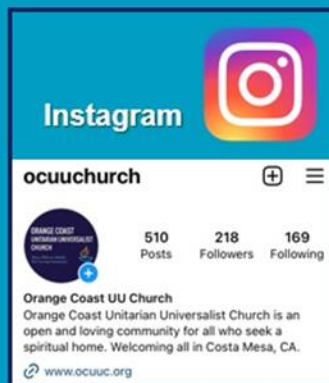 Instagram
ocuuchurch
ORANGE COAST
UNITARIAN UNIVERSALIST
CHURCH
510 218 169
Posts Followers Following
Orange Coast UU Church
Orange Coast Unitarian Universalist Church is an
open and loving community for all who seek a
spiritual home. Welcoming all in Costa Mesa, CA.
www.ocuuc.org